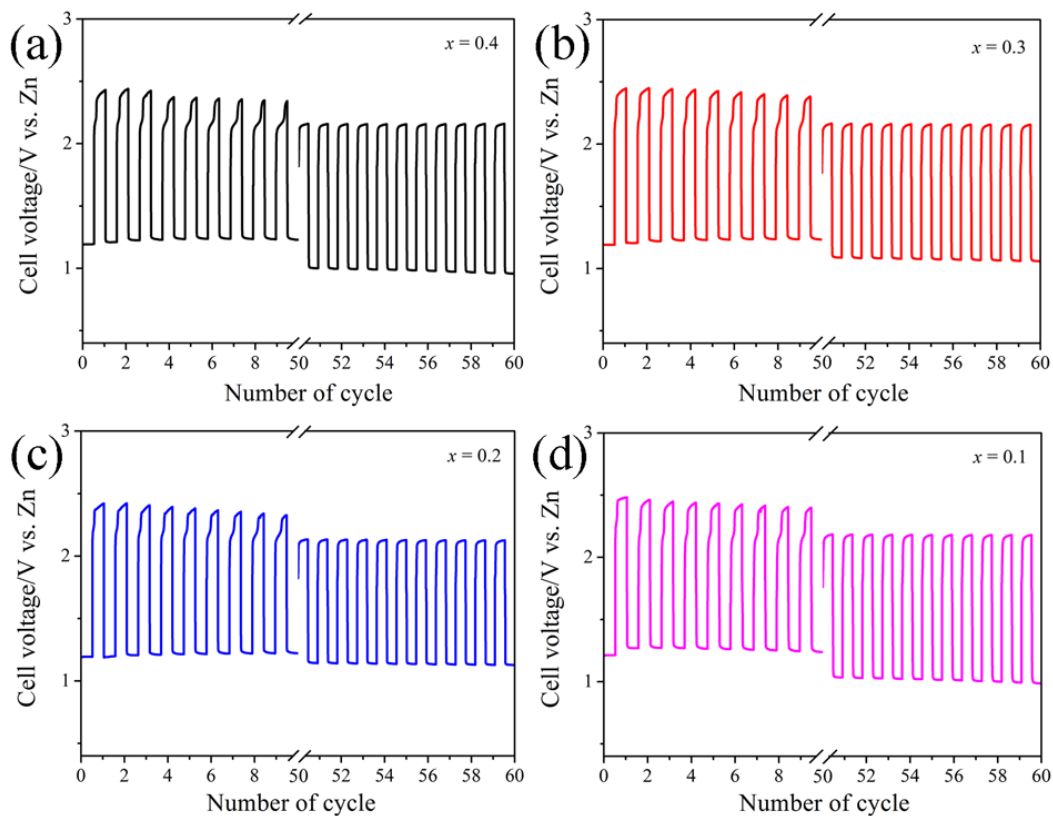 (a)
x = 0.4
3
2
1
Cell voltage/V vs. Zn
0 2 4 6 8 50 52 54 56 58 60
Number of cycle
(b)
x = 0.3
3
2
1
Cell voltage/V vs. Zn
0 2 4 6 8 50 52 54 56 58 60
Number of cycle
(c)
x = 0.2
3
2
1
Cell voltage/V vs. Zn
0 2 4 6 8 50 52 54 56 58 60
Number of cycle
(d)
x = 0.1
3
2
1
Cell voltage/V vs. Zn
0 2 4 6 8 50 52 54 56 58 60
Number of cycle